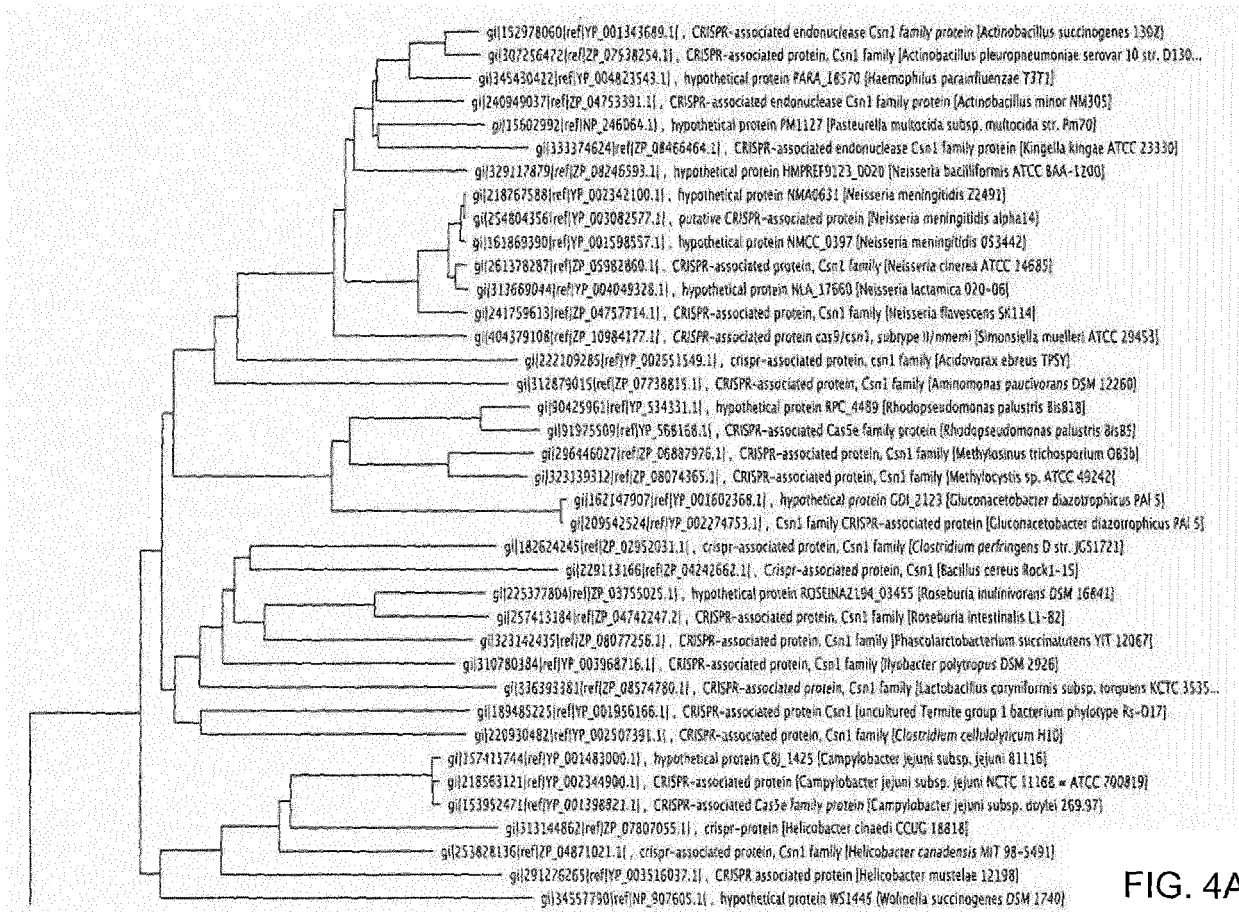 gi|152978060|ref|YP_001343689.1|, CRISPR-associated endonuclease Csn1 family protein [Actinobacillus succinogenes 130Z]
gi|307256472|ref|ZP_07538254.1|, CRISPR-associated protein, Csn1 family [Actinobacillus pleuropneumoniae serovar 10 str. D130...
gi|345430422|ref|YP_004823543.1|, hypothetical protein PARA_18570 [Haemophilus parainfluenzae T3T1]
gi|240949037|ref|ZP_04753391.1|, CRISPR-associated endonuclease Csn1 family protein [Actinobacillus minor NM305]
gi|15602992|ref|NP_246064.1|, hypothetical protein PM1127 [Pasteurella multocida subsp. multocida str. Pm70]
gi|333374624|ref|ZP_08466464.1|, CRISPR-associated endonuclease Csn1 family protein [Kingella kingae ATCC 23330]
gi|329117879|ref|ZP_08246593.1|, hypothetical protein HMPREF9123_0020 [Neisseria bacilliformis ATCC BAA-1200]
gi|218767588|ref|YP_002342100.1|, hypothetical protein NMA0631 [Neisseria meningitidis Z2491]
gi|254804356|ref|YP_003082577.1|, putative CRISPR-associated protein [Neisseria meningitidis alpha14]
gi|161869390|ref|YP_001598557.1|, hypothetical protein NMCC_0397 [Neisseria meningitidis 053442]
gi|261378287|ref|ZP_05982860.1|, CRISPR-associated protein, Csn1 family [Neisseria cinerea ATCC 14685]
gi|313669044|ref|YP_004049328.1|, hypothetical protein NLA_17660 [Neisseria lactamica 020-06]
gi|241759613|ref|ZP_04757714.1|, CRISPR-associated protein, Csn1 family [Neisseria flavescens SK114]
gi|404379108|ref|ZP_10984177.1|, CRISPR-associated protein cas9/csn1, subtype II/nmemi [Simonsiella muelleri ATCC 29453]
gi|222109285|ref|YP_002551549.1|, crispr-associated protein, csn1 family [Acidovorax ebreus TPSY]
gi|312879015|ref|ZP_07738815.1|, CRISPR-associated protein, Csn1 family [Aminomonas paucivorans DSM 12260]
gi|90425961|ref|YP_534331.1|, hypothetical protein RPC_4489 [Rhodopseudomonas palustris BisB18]
gi|91975509|ref|YP_568168.1|, CRISPR-associated Cas5e family protein [Rhodopseudomonas palustris BisB5]
gi|296446027|ref|ZP_06887976.1|, CRISPR-associated protein, Csn1 family [Methylosinus trichosporium OB3b]
gi|323139312|ref|ZP_08074365.1|, CRISPR-associated protein, Csn1 family [Methylocystis sp. ATCC 49242]
gi|162147907|ref|YP_001602368.1|, hypothetical protein GDI_2123 [Gluconacetobacter diazotrophicus PAl 5]
gi|209542524|ref|YP_002274753.1|, Csn1 family CRISPR-associated protein [Gluconacetobacter diazotrophicus PAl 5]
gi|182624245|ref|ZP_02952031.1|, crispr-associated protein, Csn1 family [Clostridium perfringens D str. JGS1721]
gi|229113166|ref|ZP_04242662.1|, Crispr-associated protein, Csn1 [Bacillus cereus Rock1-15]
gi|225377804|ref|ZP_03755025.1|, hypothetical protein ROSEINA2194_03455 [Roseburia inulinivorans DSM 16841]
gi|257413184|ref|ZP_04742247.2|, CRISPR-associated protein, Csn1 family [Roseburia intestinalis L1-82]
gi|323142435|ref|ZP_08077256.1|, CRISPR-associated protein, Csn1 family [Phascolarctobacterium succinatutens YIT 12067]
gi|310780384|ref|YP_003968716.1|, CRISPR-associated protein, Csn1 family [Ilyobacter polytropus DSM 2926]
gi|336393381|ref|ZP_08574780.1|, CRISPR-associated protein, Csn1 family [Lactobacillus coryniformis subsp. torquens KCTC 3535...
gi|189485225|ref|YP_001956166.1|, CRISPR-associated protein Csn1 [uncultured Termite group 1 bacterium phylotype Rs-D17]
gi|220930482|ref|YP_002507391.1|, CRISPR-associated protein, Csn1 family [Clostridium cellulolyticum H10]
gi|157415744|ref|YP_001483000.1|, hypothetical protein C8J_1425 [Campylobacter jejuni subsp. jejuni 81116]
gi|218563121|ref|YP_002344900.1|, CRISPR-associated protein [Campylobacter jejuni subsp. jejuni NCTC 11168 = ATCC 700819]
gi|153952471|ref|YP_001398821.1|, CRISPR-associated Cas5e family protein [Campylobacter jejuni subsp. doylei 269.97]
gi|313144862|ref|ZP_07807055.1|, crispr-protein [Helicobacter cinaedi CCUG 18818]
gi|253828136|ref|ZP_04871021.1|, crispr-associated protein, Csn1 family [Helicobacter canadensis MIT 98-5491]
gi|291276265|ref|YP_003516037.1|, CRISPR associated protein [Helicobacter mustelae 12198]
gi|34557790|ref|NP_907605.1|, hypothetical protein WS1445 [Wolinella succinogenes DSM 1740]
FIG. 4A